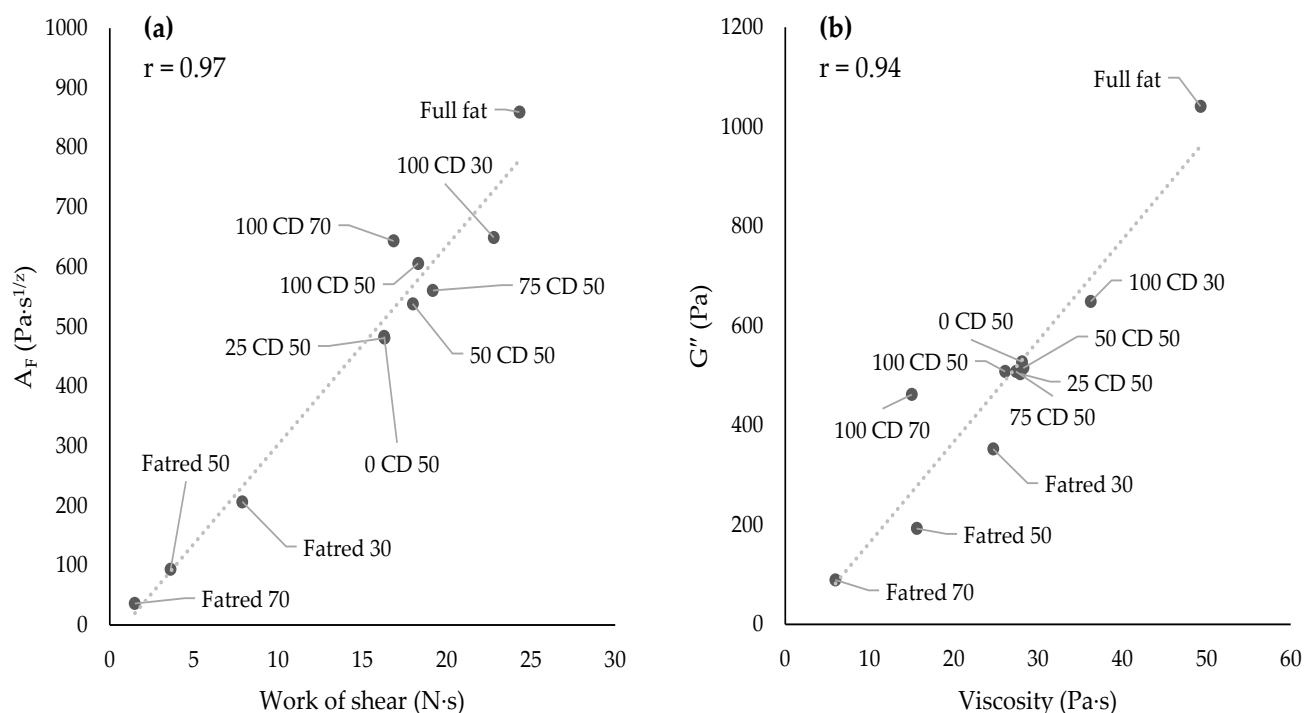 (a)
r = 0.97
1000
900
800
700
600
500
400
300
200
100
0
A_F (Pa·s^{1/z})
Full fat
100 CD 30
100 CD 70
100 CD 50
75 CD 50
25 CD 50
50 CD 50
0 CD 50
Fatred 50
Fatred 30
Fatred 70
0 5 10 15 20 25 30
Work of shear (N·s)
(b)
r = 0.94
1200
1000
800
600
400
200
0
G″ (Pa)
Full fat
100 CD 30
0 CD 50
50 CD 50
100 CD 50
25 CD 50
75 CD 50
100 CD 70
Fatred 30
Fatred 50
Fatred 70
0 10 20 30 40 50 60
Viscosity (Pa·s)